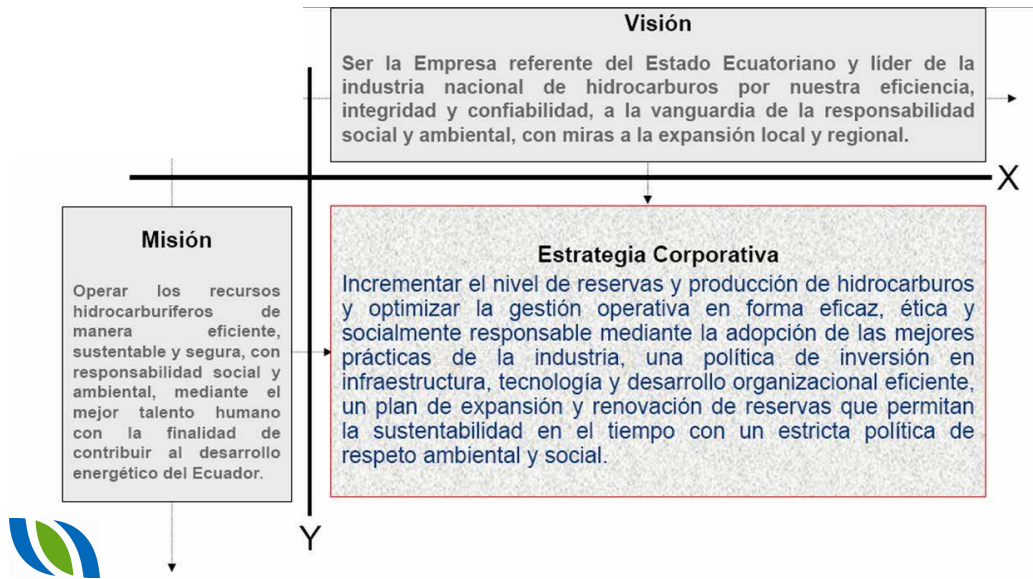 Visión
Ser la Empresa referente del Estado Ecuatoriano y líder de la
industria nacional de hidrocarburos por nuestra eficiencia,
integridad y confiabilidad, a la vanguardia de la responsabilidad
social y ambiental, con miras a la expansión local y regional.
X
Misión
Operar los recursos
hidrocarburíferos de
manera eficiente,
sustentable y segura, con
responsabilidad social y
ambiental, mediante el
mejor talento humano
con la finalidad de
contribuir al desarrollo
energético del Ecuador.
Estrategia Corporativa
Incrementar el nivel de reservas y producción de hidrocarburos
y optimizar la gestión operativa en forma eficaz, ética y
socialmente responsable mediante la adopción de las mejores
prácticas de la industria, una política de inversión en
infraestructura, tecnología y desarrollo organizacional eficiente,
un plan de expansión y renovación de reservas que permitan
la sustentabilidad en el tiempo con un estricta política de
respeto ambiental y social.
Y